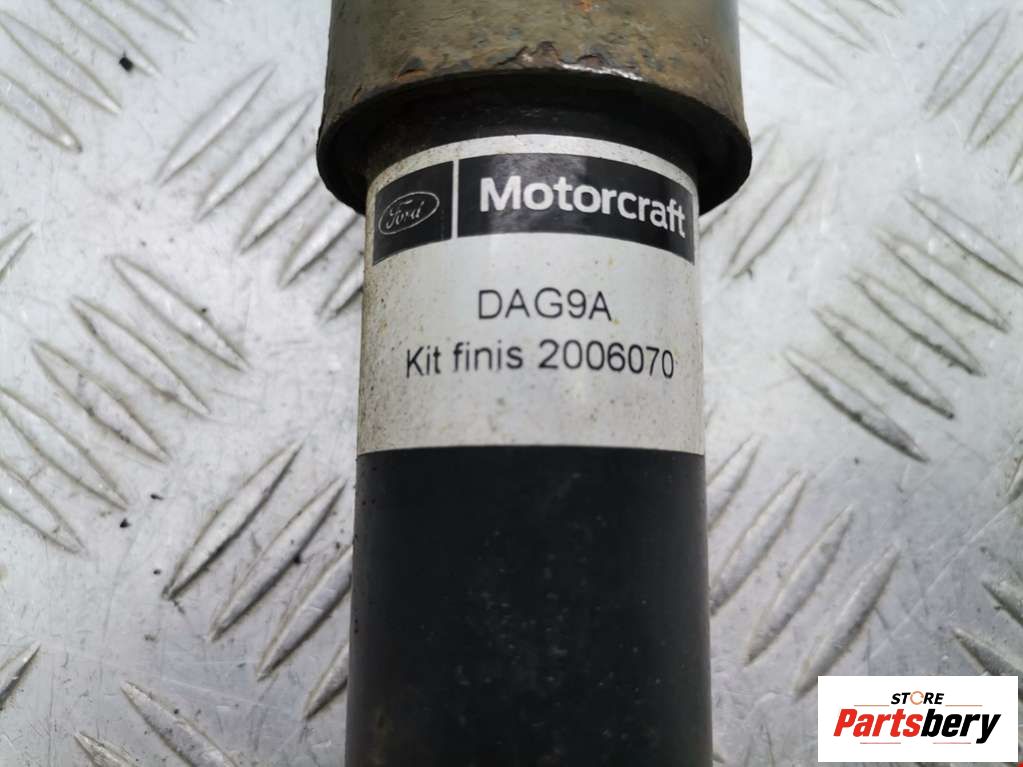 Ford Motorcraft
DAG9A
Kit finis 2006070
STORE
Partsbery